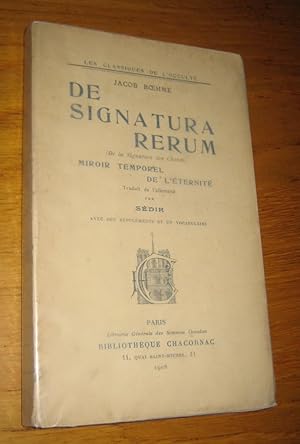 LES CLASSIQUES DE L'OCCULTE
JACOB BŒHME
DE
SIGNATURA
RERUM
(De la Signature des Choses)
MIROIR TEMPOREL
DE L'ÉTERNITÉ
Traduit de l'allemand
PAR
SÉDIR
AVEC DES SUPPLÉMENTS ET UN VOCABULAIRE
PARIS
Librairie Générale des Sciences Occultes
BIBLIOTHÈQUE CHACORNAC
11, QUAI SAINT-MICHEL, 11
1908